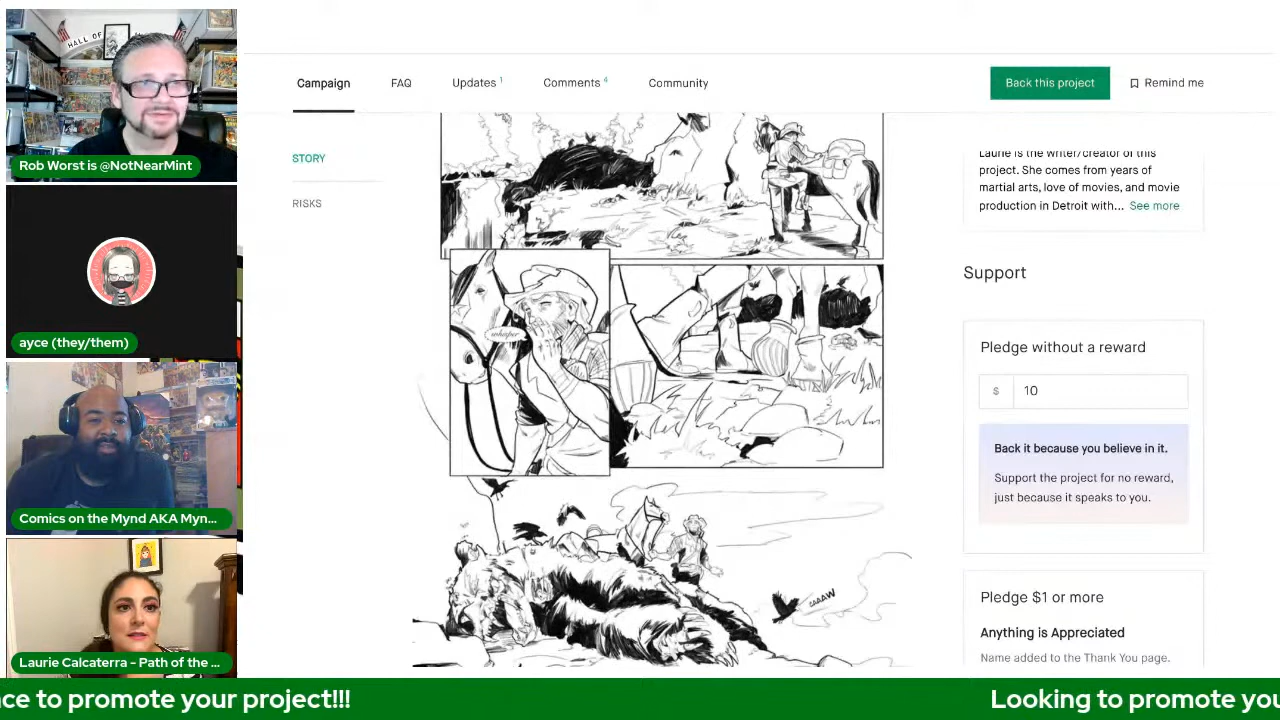 HALL OF
Rob Worst is @NotNearMint
ayce (they/them)
Comics on the Mynd AKA Myn...
Laurie Calcaterra - Path of the ...
Campaign
FAQ
Updates 1
Comments 4
Community
Back this project
Remind me
STORY
RISKS
whisper
CAAAW
Laurie is the writer/creator of this
project. She comes from years of
martial arts, love of movies, and movie
production in Detroit with... See more
Support
Pledge without a reward
$ 10
Back it because you believe in it.
Support the project for no reward,
just because it speaks to you.
Pledge $1 or more
Anything is Appreciated
Name added to the Thank You page.
ce to promote your project!!!
Looking to promote you